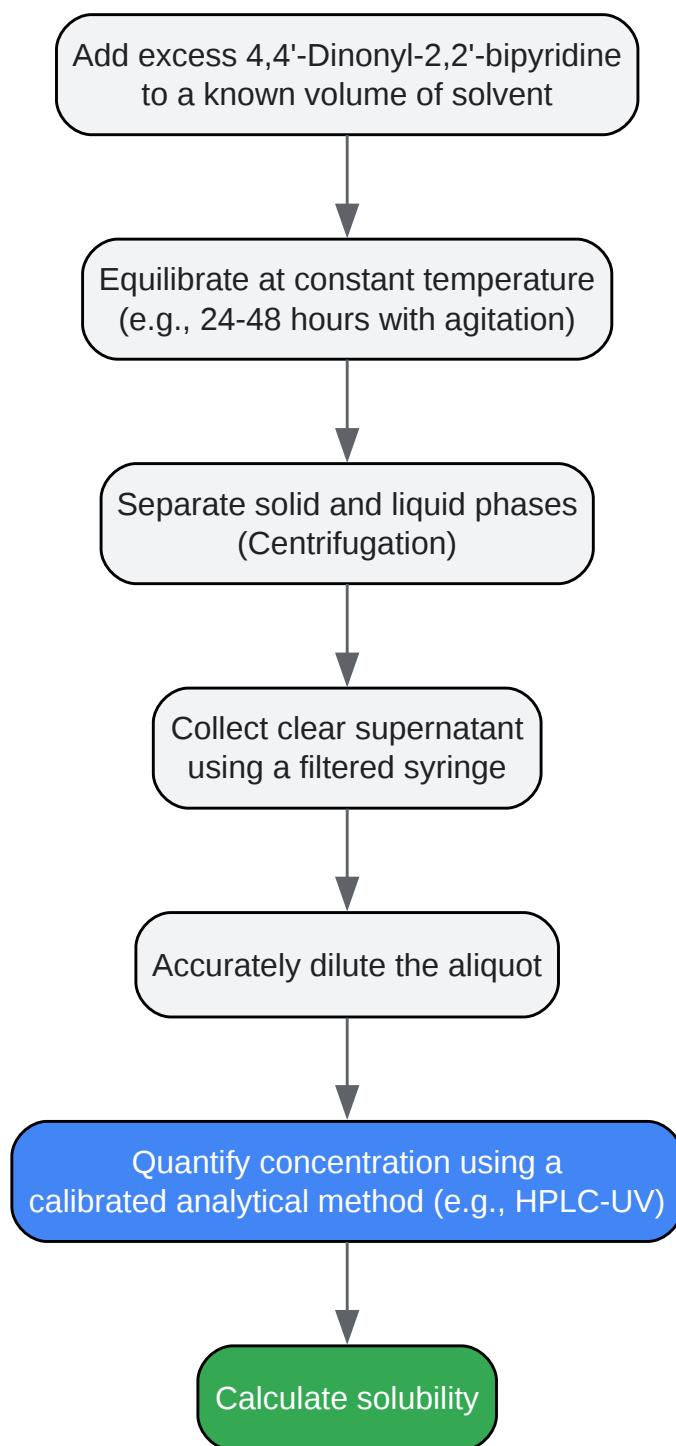 Add excess 4,4'-Dinonyl-2,2'-bipyridine
to a known volume of solvent
Equilibrate at constant temperature
(e.g., 24-48 hours with agitation)
Separate solid and liquid phases
(Centrifugation)
Collect clear supernatant
using a filtered syringe
Accurately dilute the aliquot
Quantify concentration using a
calibrated analytical method (e.g., HPLC-UV)
Calculate solubility